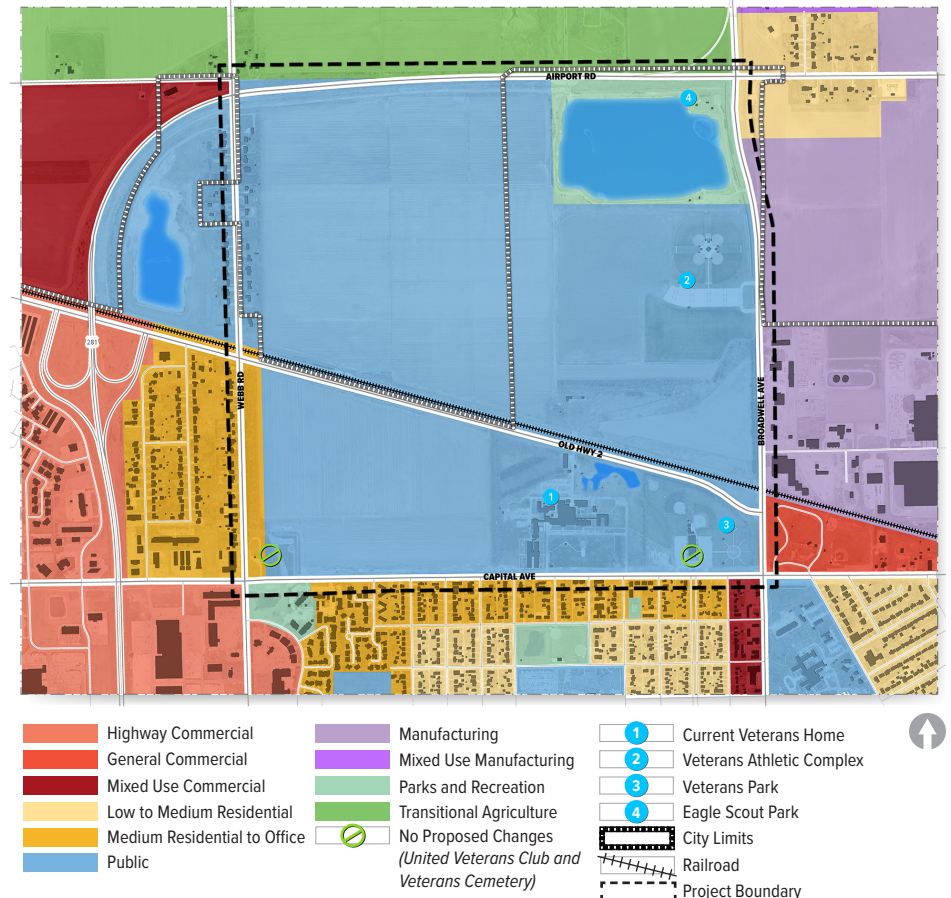 AIRPORT RD
4
2
281
WEBB RD
BROADWELL AVE
OLD HWY 2
1
3
CAPITAL AVE
Highway Commercial
General Commercial
Mixed Use Commercial
Low to Medium Residential
Medium Residential to Office
Public
Manufacturing
Mixed Use Manufacturing
Parks and Recreation
Transitional Agriculture
No Proposed Changes
(United Veterans Club and
Veterans Cemetery)
1 Current Veterans Home
2 Veterans Athletic Complex
3 Veterans Park
4 Eagle Scout Park
City Limits
Railroad
Project Boundary